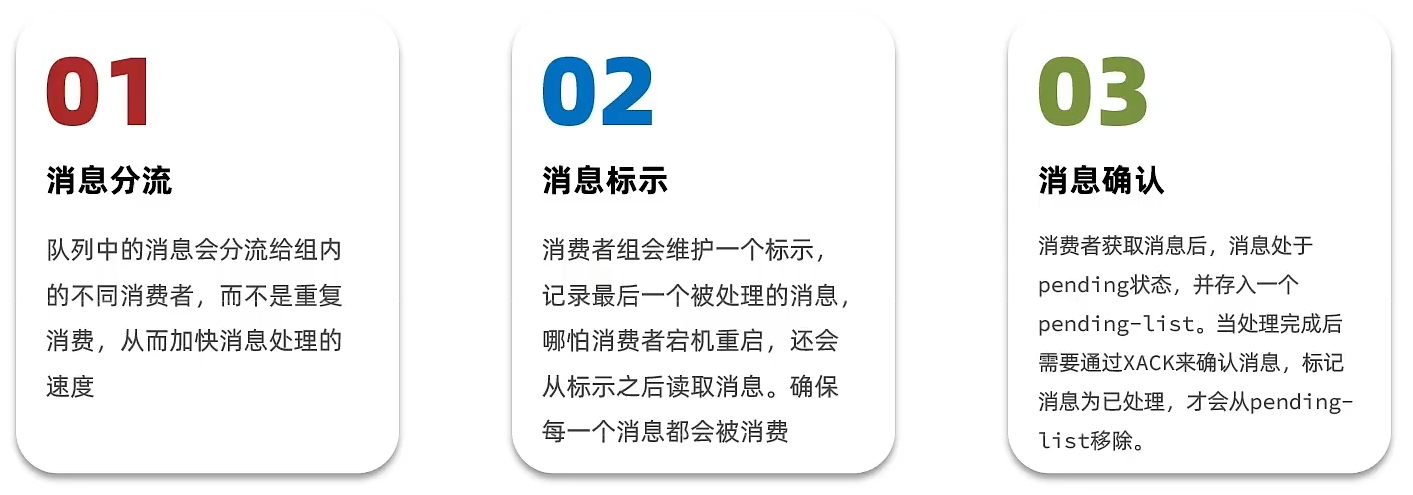 01
消息分流
队列中的消息会分流给组内
的不同消费者，而不是重复
消费，从而加快消息处理的
速度
02
消息标示
消费者组会维护一个标示，
记录最后一个被处理的消息，
哪怕消费者宕机重启，还会
从标示之后读取消息。确保
每一个消息都会被消费
03
消息确认
消费者获取消息后，消息处于
pending状态，并存入一个
pending-list。当处理完成后
需要通过XACK来确认消息，标记
消息为已处理，才会从pending-
list移除。